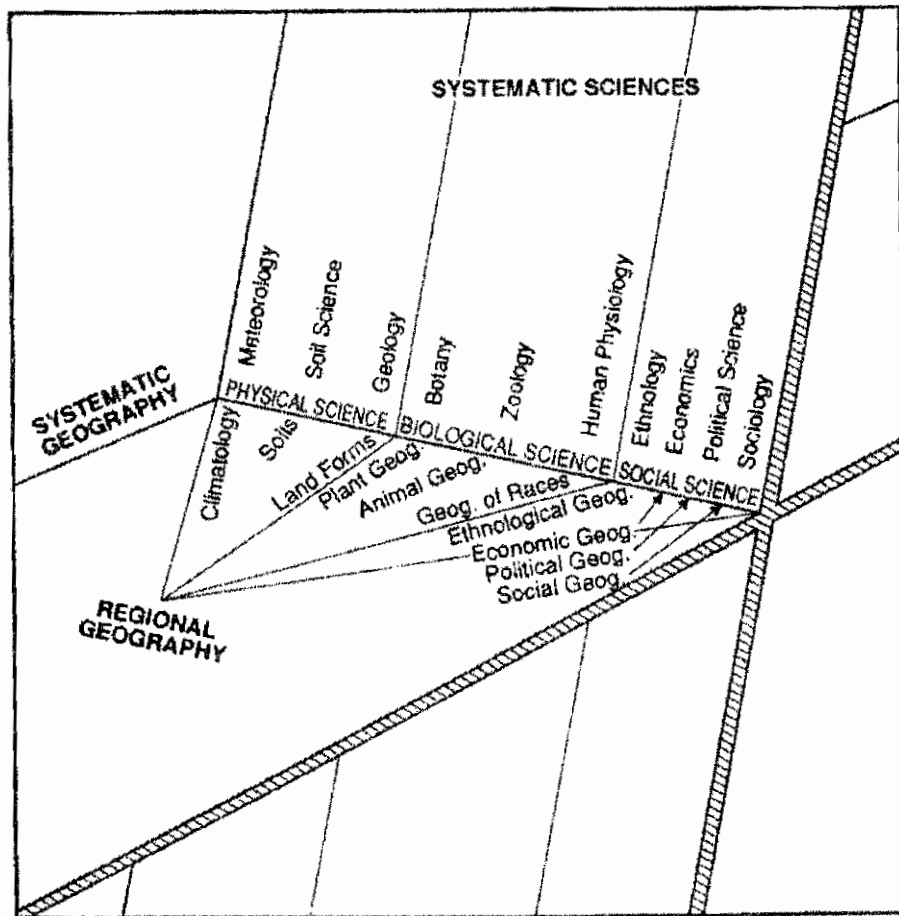 SYSTEMATIC SCIENCES
Meteorology
Soil Science
Geology
Botany
Zoology
Human Physiology
Ethnology
Economics
Political Science
Sociology
SYSTEMATIC
GEOGRAPHY
PHYSICAL SCIENCE
BIOLOGICAL SCIENCE
SOCIAL SCIENCE
Climatology
Soils
Land Forms
Plant Geog.
Animal Geog.
Geog. of Races
Ethnological Geog.
Economic Geog.
Political Geog.
Social Geog.
REGIONAL
GEOGRAPHY